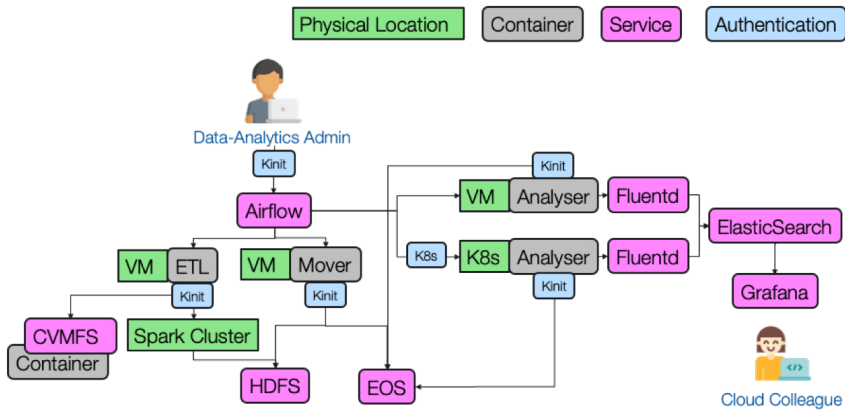 Physical Location
Container
Service
Authentication
Data-Analytics Admin
Kinit
Kinit
Airflow
VM
Analyser
Fluentd
ElasticSearch
K8s
K8s
Analyser
Fluentd
VM
ETL
VM
Mover
Kinit
Kinit
Kinit
Grafana
CVMFS
Container
Spark Cluster
HDFS
EOS
Cloud Colleague